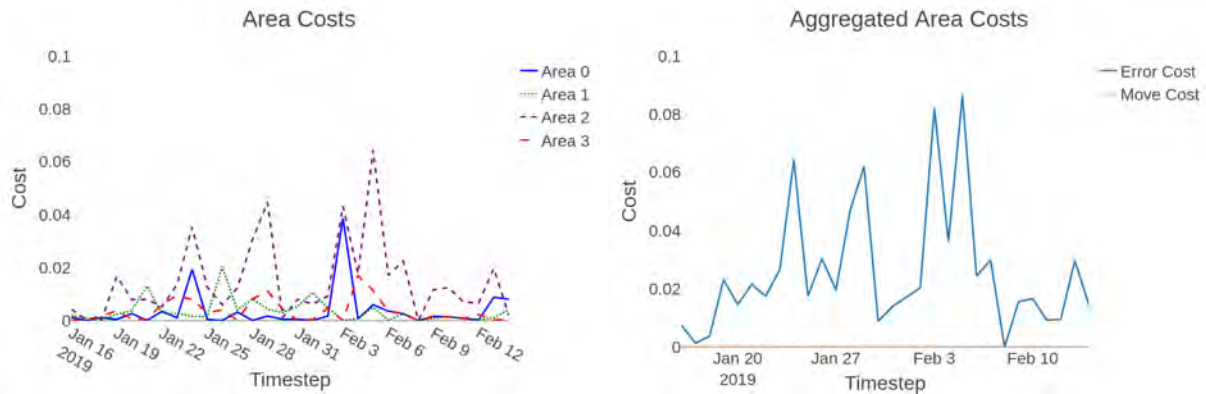 Area Costs
0.1
0.08
0.06
0.04
0.02
0
Cost
Jan 16
2019
Jan 19
Jan 22
Jan 25
Jan 28
Jan 31
Feb 3
Feb 6
Feb 9
Feb 12
Timestep
Area 0
Area 1
Area 2
Area 3
Aggregated Area Costs
0.1
0.08
0.06
0.04
0.02
0
Cost
Jan 20
2019
Jan 27
Feb 3
Feb 10
Timestep
Error Cost
Move Cost